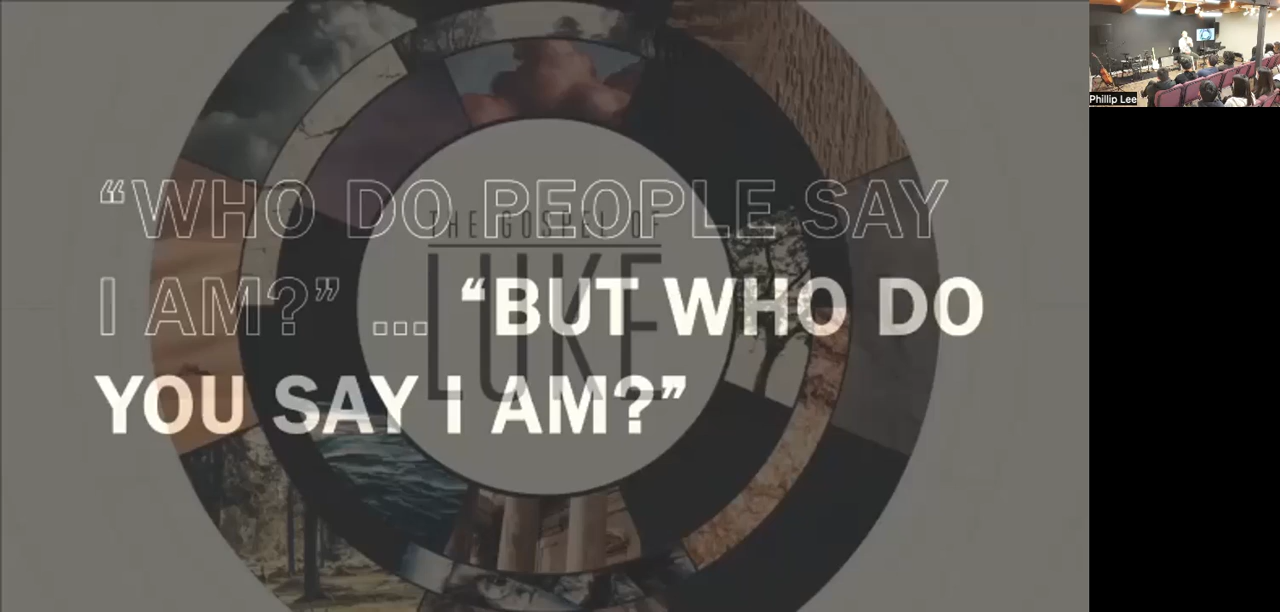 “WHO DO PEOPLE SAY
I AM?” ... “BUT WHO DO
YOU SAY I AM?”
THE GOSPEL OF
LUKE
Phillip Lee